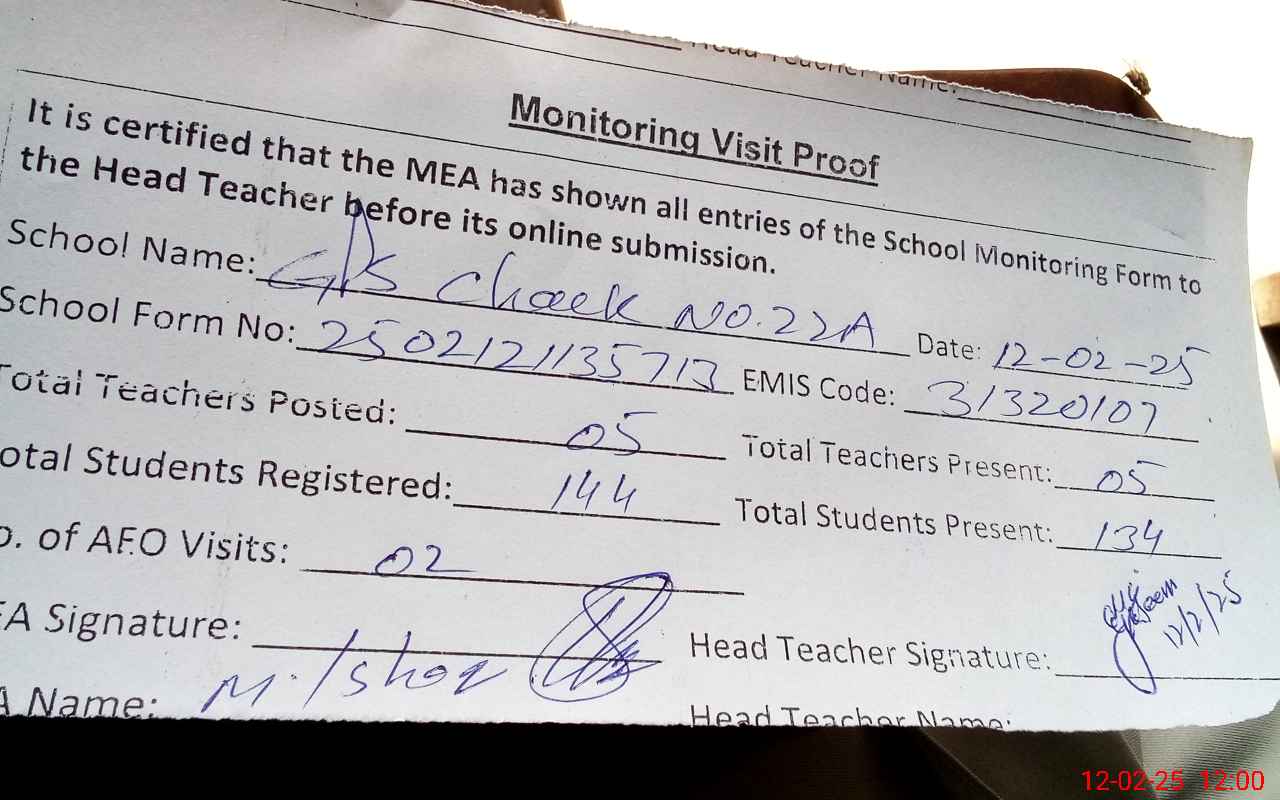 Head Teacher Name:
Monitoring Visit Proof
It is certified that the MEA has shown all entries of the School Monitoring Form to
the Head Teacher before its online submission.
School Name: GPS Chack NO.22A Date: 12-02-25
School Form No: 2502121135713 EMIS Code: 31320107
Total Teachers Posted: 05 Total Teachers Present: 05
otal Students Registered: 144 Total Students Present: 134
o. of AEO Visits: 02
EA Signature: Head Teacher Signature: 12/2/25
A Name: M. Ishaq Head Teacher Name:
12-02-25 12:00